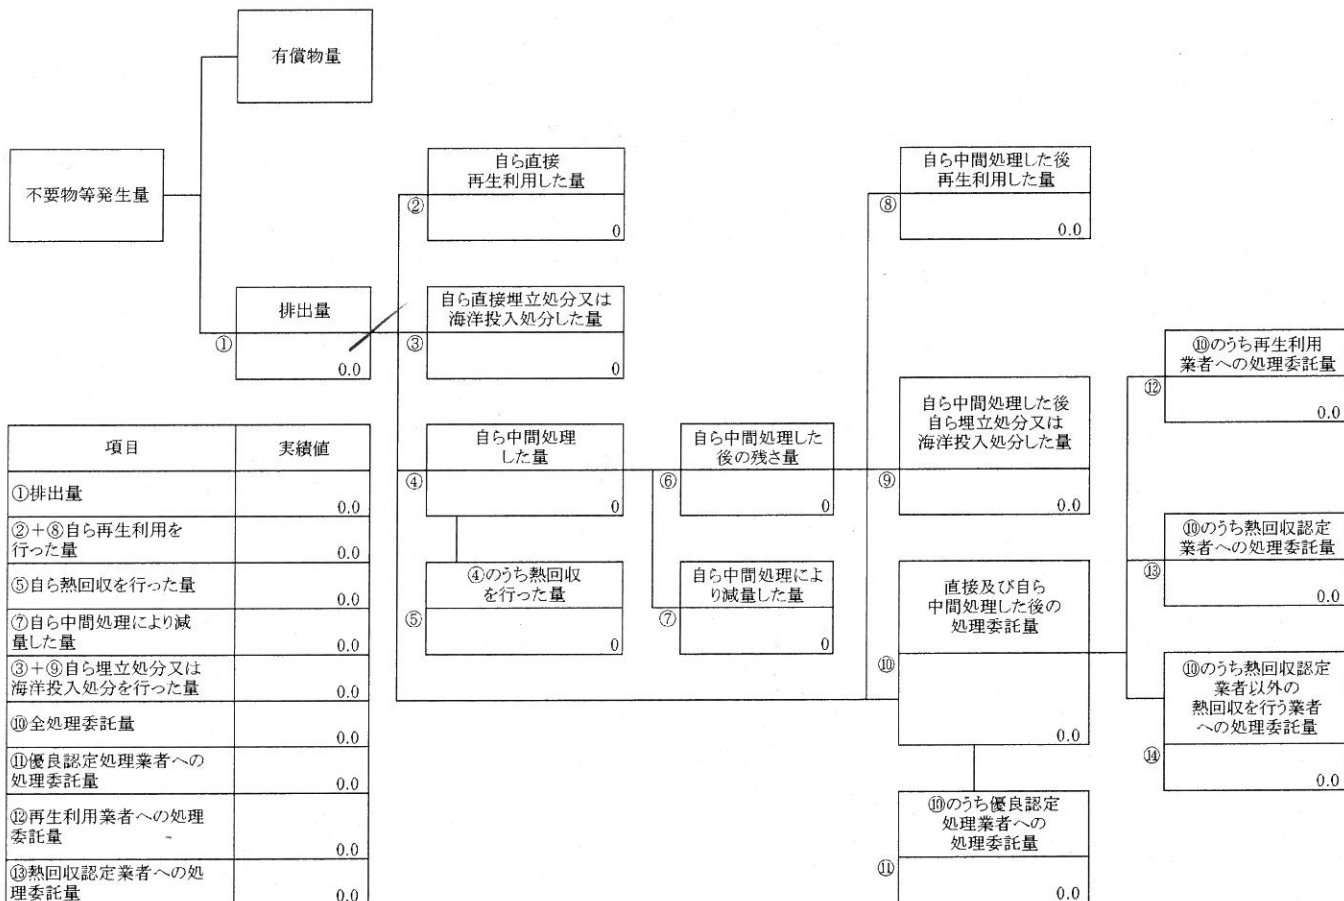 有償物量
不要物等発生量
排出量
①
0.0
自ら直接
再生利用した量
②
0
自ら直接埋立処分又は
海洋投入処分した量
③
0
自ら中間処理
した量
④
0
④のうち熱回収
を行った量
⑤
0
自ら中間処理した
後の残さ量
⑥
0
自ら中間処理によ
り減量した量
⑦
0
自ら中間処理した後
再生利用した量
⑧
0.0
自ら中間処理した後
自ら埋立処分又は
海洋投入処分した量
⑨
0.0
直接及び自ら
中間処理した後の
処理委託量
⑩
0.0
⑩のうち優良認定
処理業者への
処理委託量
⑪
0.0
⑩のうち再生利用
業者への処理委託量
⑫
0.0
⑩のうち熱回収認定
業者への処理委託量
⑬
0.0
⑩のうち熱回収認定
業者以外の
熱回収を行う業者
への処理委託量
⑭
0.0
項目 実績値
①排出量
0.0
②+⑧自ら再生利用を
行った量 0.0
⑤自ら熱回収を行った量
0.0
⑦自ら中間処理により減
量した量 0.0
③+⑨自ら埋立処分又は
海洋投入処分を行った量 0.0
⑩全処理委託量
0.0
⑪優良認定処理業者への
処理委託量 0.0
⑫再生利用業者への処理
委託量
0.0
⑬熱回収認定業者への処
理委託量 0.0